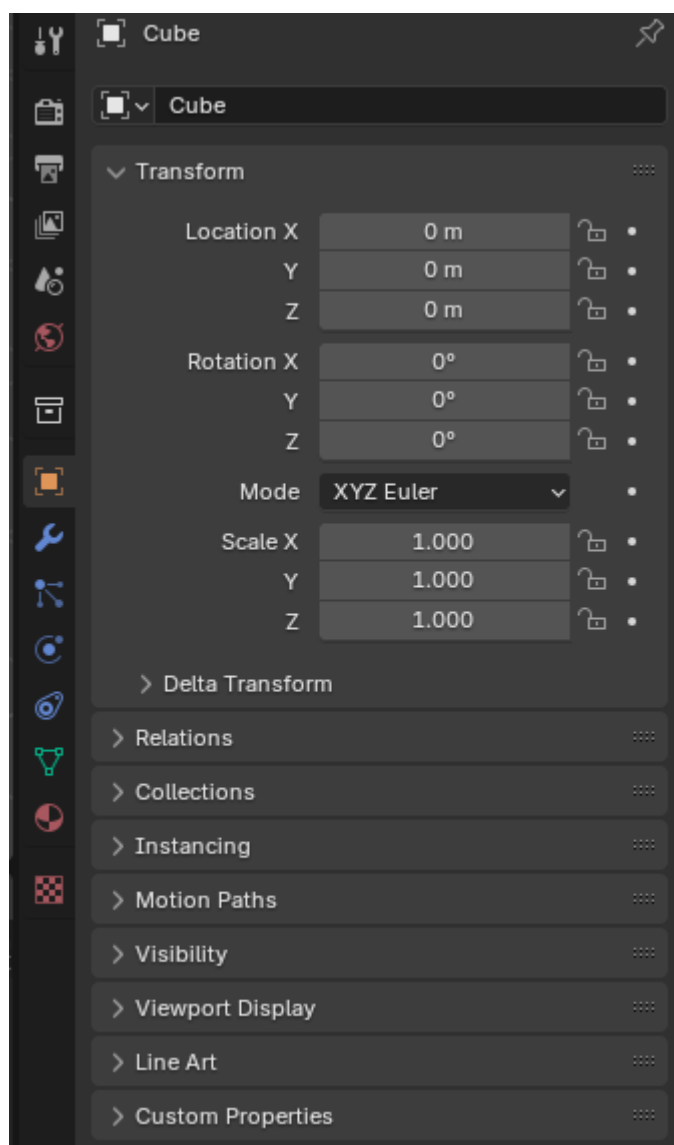 Cube
Cube
Transform
Location X 0 m
Y 0 m
Z 0 m
Rotation X 0°
Y 0°
Z 0°
Mode XYZ Euler
Scale X 1.000
Y 1.000
Z 1.000
Delta Transform
Relations
Collections
Instancing
Motion Paths
Visibility
Viewport Display
Line Art
Custom Properties